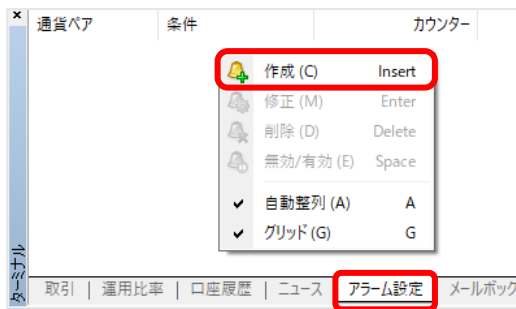 通貨ペア 条件 カウンター
作成 (C) Insert
修正 (M) Enter
削除 (D) Delete
無効/有効 (E) Space
自動整列 (A) A
グリッド (G) G
ターミナル
取引 | 運用比率 | 口座履歴 | ニュース アラーム設定 メールボック